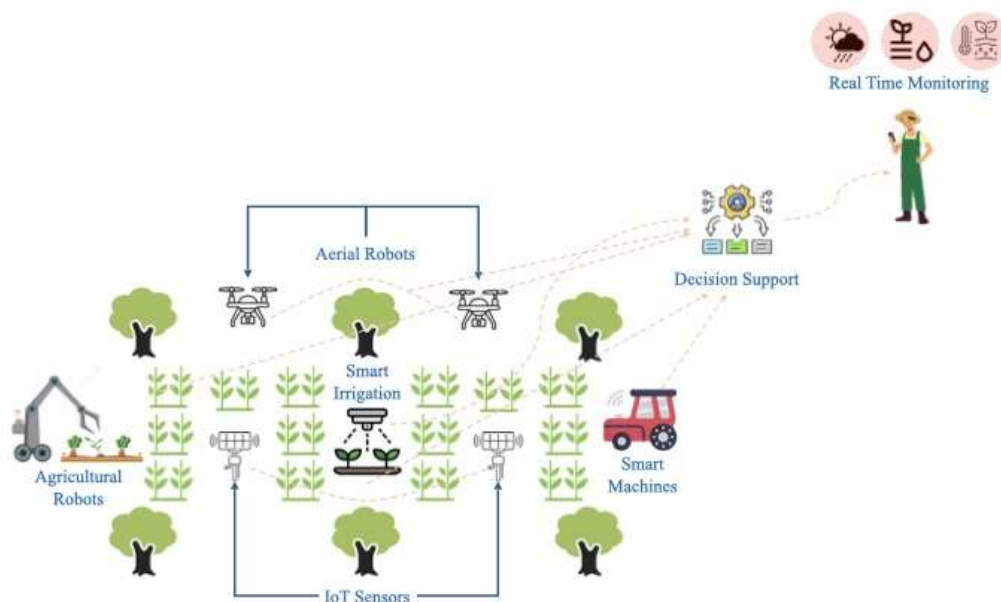 Real Time Monitoring
Aerial Robots
Decision Support
Smart
Irrigation
Agricultural
Robots
Smart
Machines
IoT Sensors